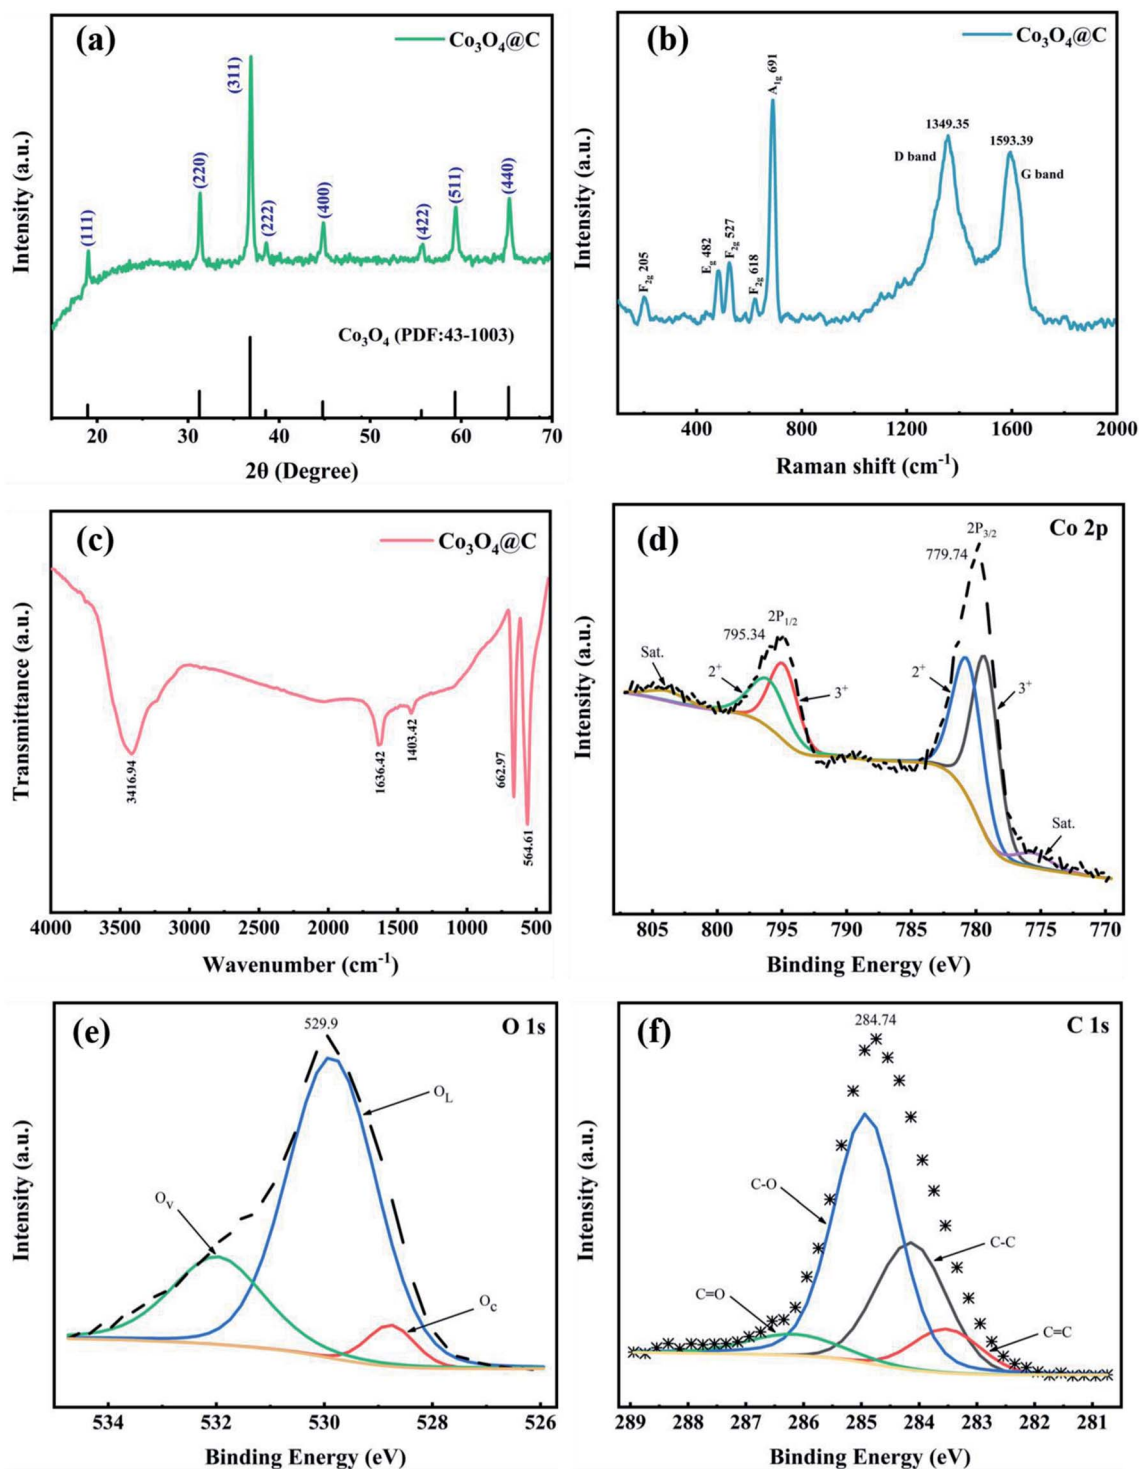 (a)
Co3O4@C
(111)
(220)
(311)
(222)
(400)
(422)
(511)
(440)
Co3O4 (PDF:43-1003)
Intensity (a.u.)
20 30 40 50 60 70
2θ (Degree)
(b)
Co3O4@C
F2g 205
Eg 482
F2g 527
F2g 618
A1g 691
1349.35
D band
1593.39
G band
Intensity (a.u.)
400 800 1200 1600 2000
Raman shift (cm-1)
(c)
Co3O4@C
3416.94
1636.42
1403.42
662.97
564.61
Transmittance (a.u.)
4000 3500 3000 2500 2000 1500 1000 500
Wavenumber (cm-1)
(d)
Co 2p
2P3/2
779.74
2P1/2
795.34
Sat.
2+
3+
2+
3+
Sat.
Intensity (a.u.)
805 800 795 790 785 780 775 770
Binding Energy (eV)
(e)
O 1s
529.9
OL
OV
Oc
Intensity (a.u.)
534 532 530 528 526
Binding Energy (eV)
(f)
C 1s
284.74
C-O
C-C
C=O
C=C
Intensity (a.u.)
289 288 287 286 285 284 283 282 281
Binding Energy (eV)